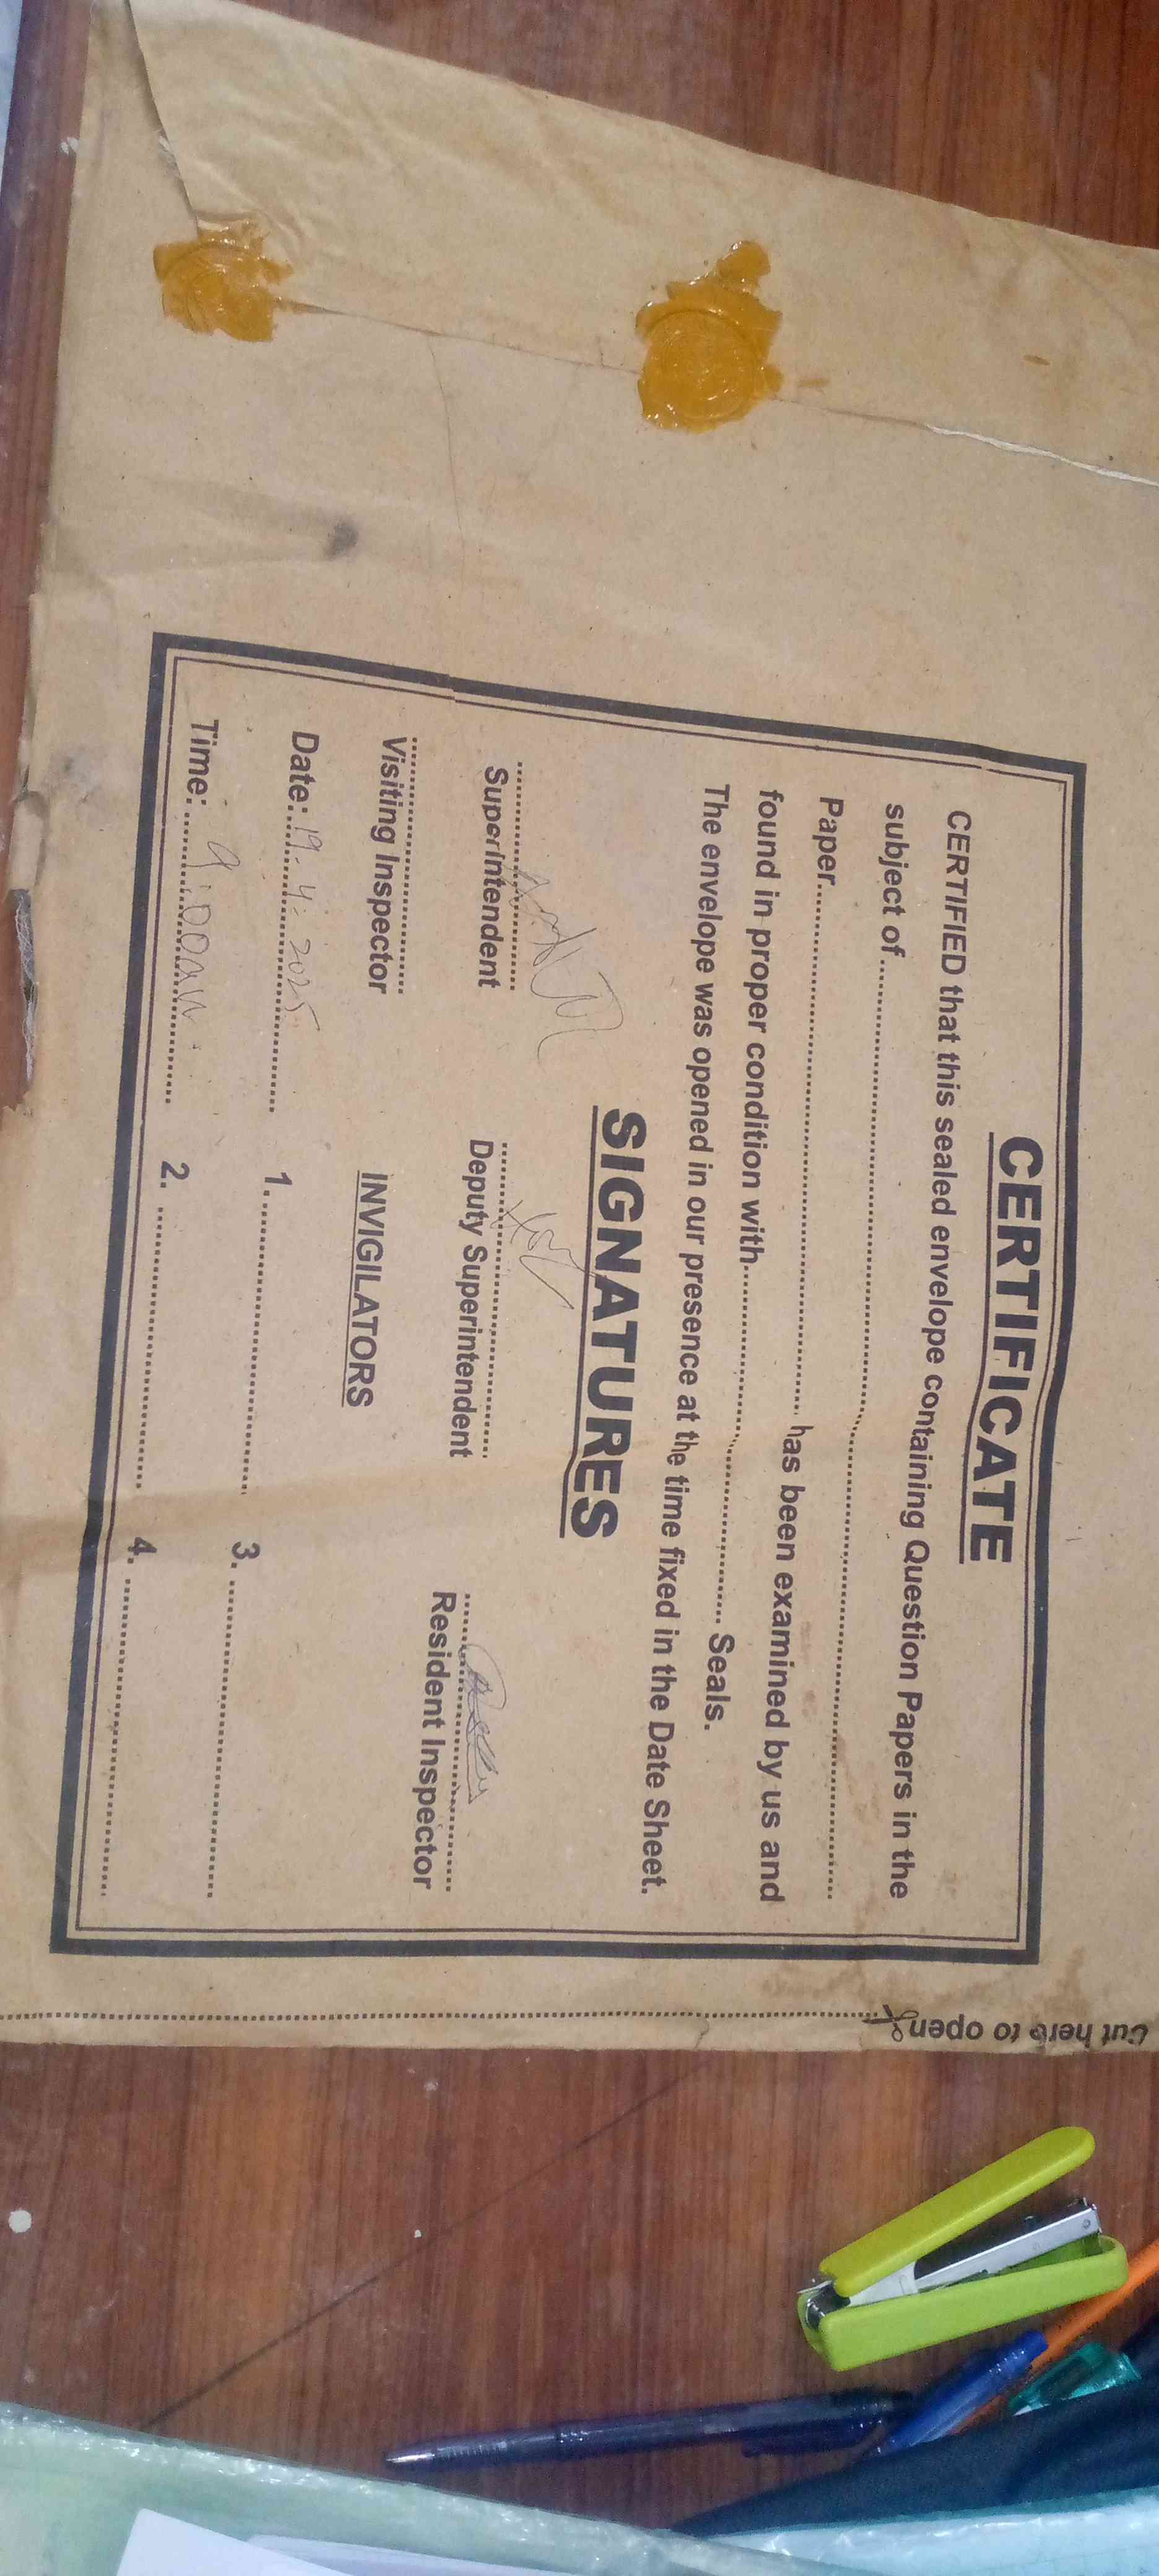 CERTIFICATE
CERTIFIED that this sealed envelope containing Question Papers in the
subject of ............................................................
Paper............................................ has been examined by us and
found in proper condition with.............................. Seals.
The envelope was opened in our presence at the time fixed in the Date Sheet.
SIGNATURES
Superintendent Deputy Superintendent Resident Inspector
Visiting Inspector INVIGILATORS
Date: 19-4-2025 1. 3.
Time: 9:00am 2. 4.
Cut here to open